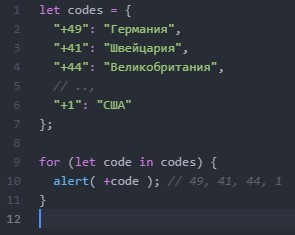 1 let codes = {
2 "+49": "Германия",
3 "+41": "Швейцария",
4 "+44": "Великобритания",
5 // ..,
6 "+1": "США"
7 };
8
9 for (let code in codes) {
10 alert( +code ); // 49, 41, 44, 1
11 }
12